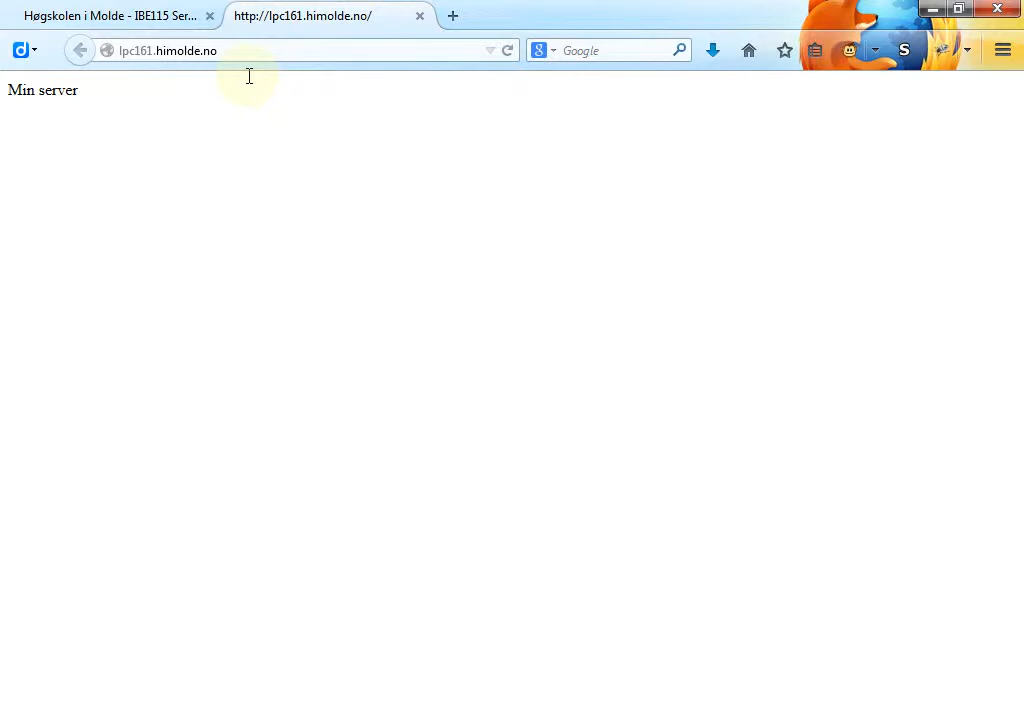 Høgskolen i Molde - IBE115 Ser...
http://lpc161.himolde.no/
lpc161.himolde.no
Google
Min server